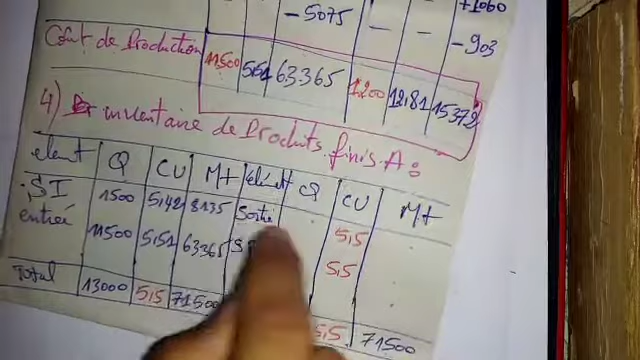 - 5075 - - + 1060
- 903
Cout de Production 11500 5,51 63365 1200 12,81 15372
4) inventaire de Produits finis A :
element Q CU Mt elément Q CU Mt
SI 1500 5,42 8135 Sortie 5,5
entrée 11500 5,51 63365 S 5,5
Total 13000 5,5 71500 5,5 71500